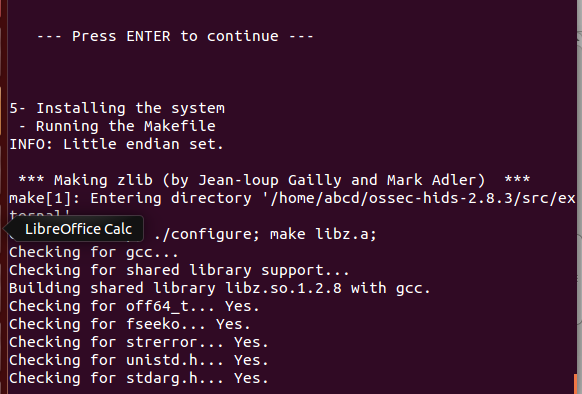 --- Press ENTER to continue ---
5- Installing the system
- Running the Makefile
INFO: Little endian set.
*** Making zlib (by Jean-loup Gailly and Mark Adler)  ***
make[1]: Entering directory '/home/abcd/ossec-hids-2.8.3/src/ex
ternal'
LibreOffice Calc
./configure; make libz.a;
Checking for gcc...
Checking for shared library support...
Building shared library libz.so.1.2.8 with gcc.
Checking for off64_t... Yes.
Checking for fseeko... Yes.
Checking for strerror... Yes.
Checking for unistd.h... Yes.
Checking for stdarg.h... Yes.